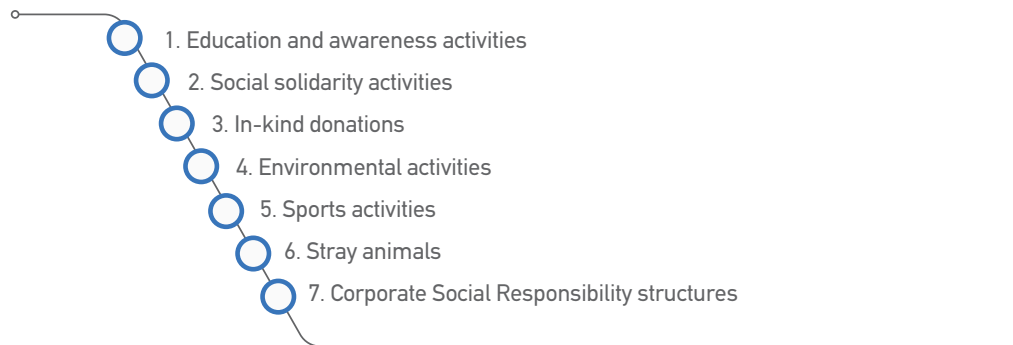 1. Education and awareness activities
2. Social solidarity activities
3. In-kind donations
4. Environmental activities
5. Sports activities
6. Stray animals
7. Corporate Social Responsibility structures